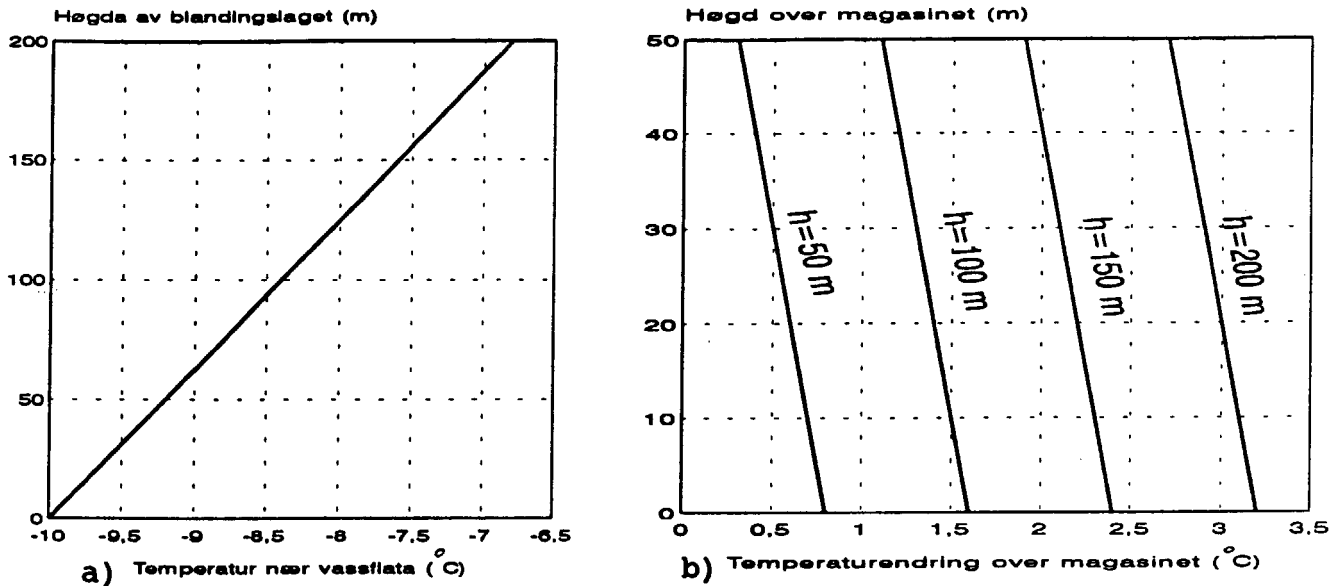 Høgda av blandingslaget (m)
200
150
100
50
0
-10 -9,5 -9 -8,5 -8 -7,5 -7 -6,5
a) Temperatur nær vassflata (°C)
Høgd over magasinet (m)
50
40
30
20
10
0
h=50 m
h=100 m
h=150 m
h=200 m
0 0,5 1 1,5 2 2,5 3 3.5
b) Temperaturendring over magasinet (°C)